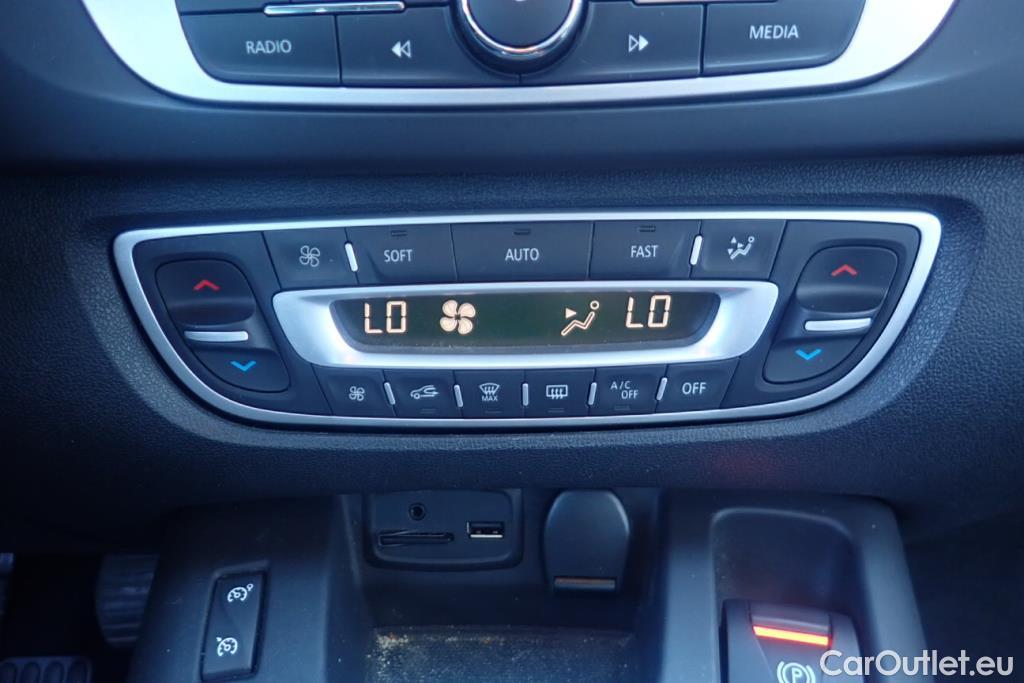 RADIO
MEDIA
SOFT
AUTO
FAST
LO
LO
MAX
A/C
OFF
OFF
P
CarOutlet.eu